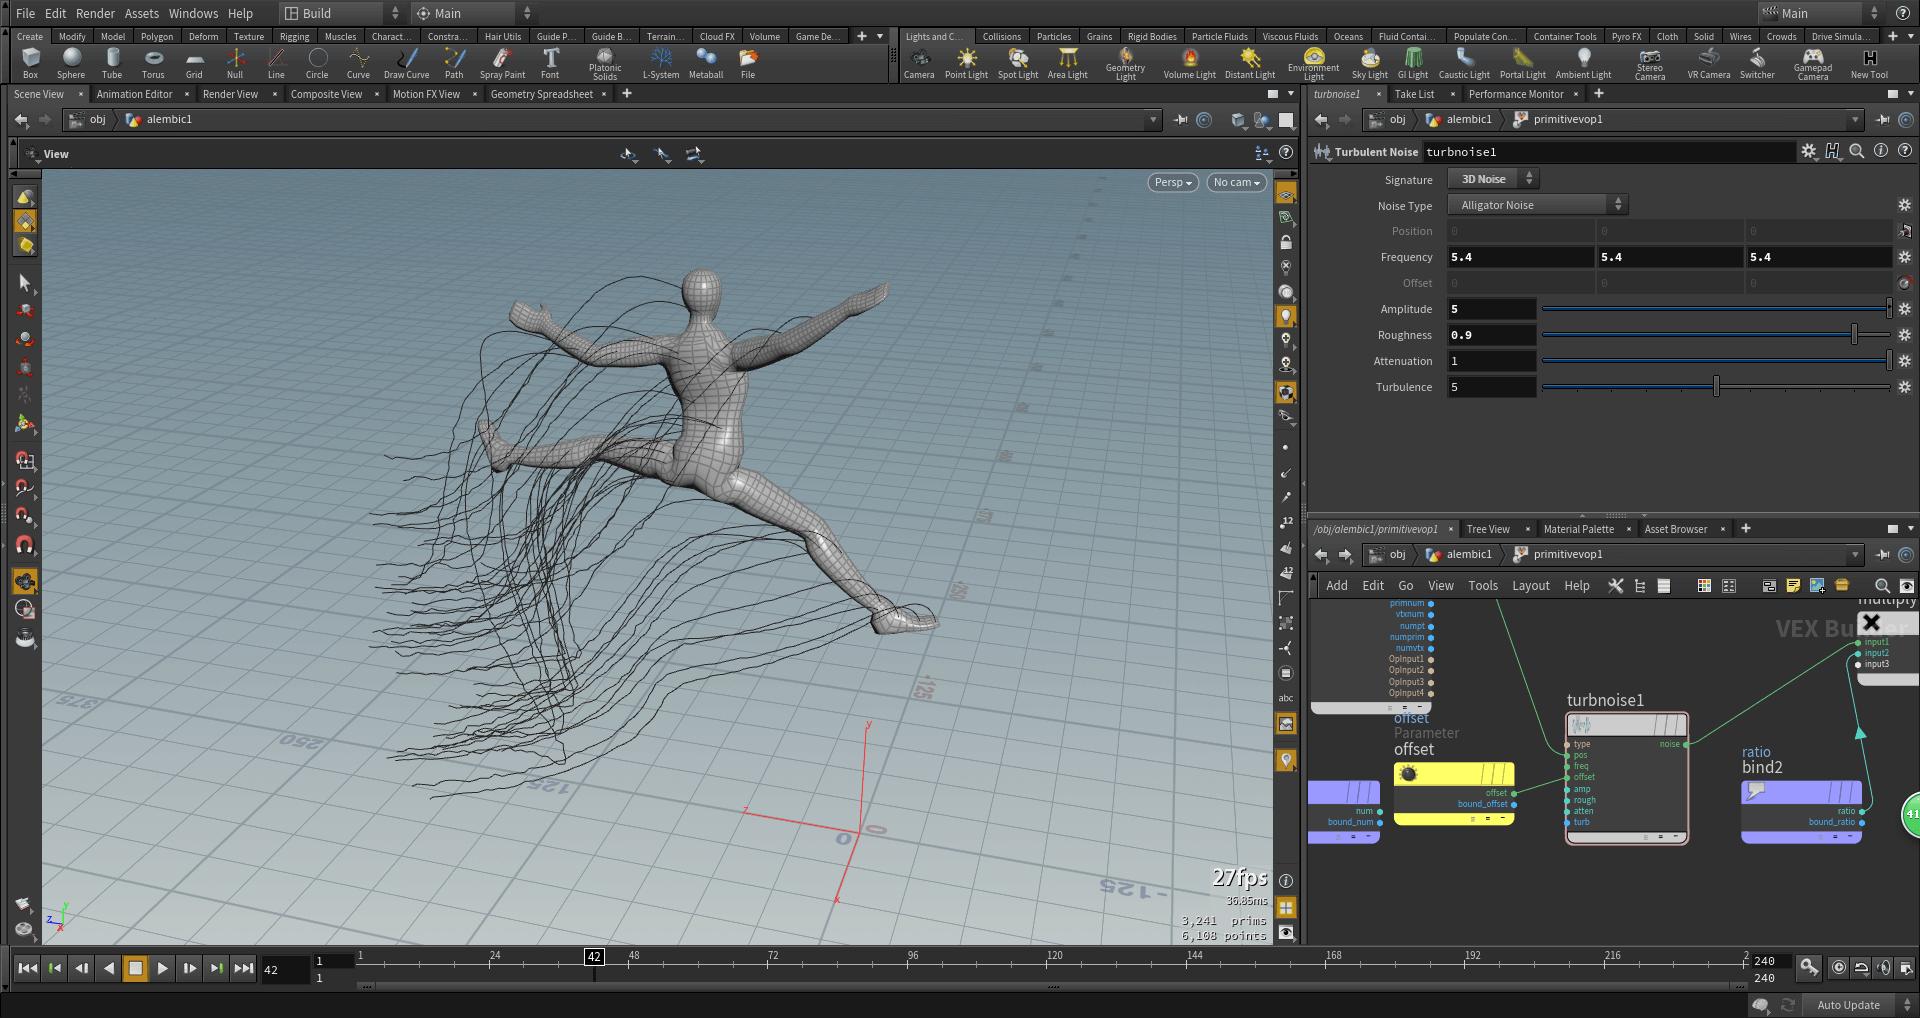 File Edit Render Assets Windows Help Build Main Main
Create Modify Model Polygon Deform Texture Rigging Muscles Charact... Constra... Hair Utils Guide P... Guide B... Terrain... Cloud FX Volume Game De...
Lights and C... Collisions Particles Grains Rigid Bodies Particle Fluids Viscous Fluids Oceans Fluid Contai... Populate Con... Container Tools Pyro FX Cloth Solid Wires Crowds Drive Simula...
Box Sphere Tube Torus Grid Null Line Circle Curve Draw Curve Path Spray Paint Font Platonic Solids L-System Metaball File
Camera Point Light Spot Light Area Light Geometry Light Volume Light Distant Light Environment Light Sky Light GI Light Caustic Light Portal Light Ambient Light Stereo Camera VR Camera Switcher Gamepad Camera New Tool
Scene View Animation Editor Render View Composite View Motion FX View Geometry Spreadsheet
obj alembic1
View
Persp No cam
375
250
125
0
0
-125
-125
y
z
x
y
z
x
12
12
abc
27fps
36.85ms
3,241 prims
6,108 points
turbnoise1 Take List Performance Monitor
obj alembic1 primitivevop1
Turbulent Noise turbnoise1
Signature 3D Noise
Noise Type Alligator Noise
Position 0 0 0
Frequency 5.4 5.4 5.4
Offset 0 0 0
Amplitude 5
Roughness 0.9
Attenuation 1
Turbulence 5
/obj/alembic1/primitivevop1 Tree View Material Palette Asset Browser
obj alembic1 primitivevop1
Add Edit Go View Tools Layout Help
VEX Bu
primnum
vtxnum
numpt
numprim
numvtx
OpInput1
OpInput2
OpInput3
OpInput4
offset
Parameter
offset
offset
bound_offset
num
bound_num
turbnoise1
type
pos
freq
offset
amp
rough
atten
turb
noise
ratio
bind2
ratio
bound_ratio
multiply
input1
input2
input3
41
42 1 1
1 24 42 48 72 96 120 144 168 192 216 2
240
240
Auto Update